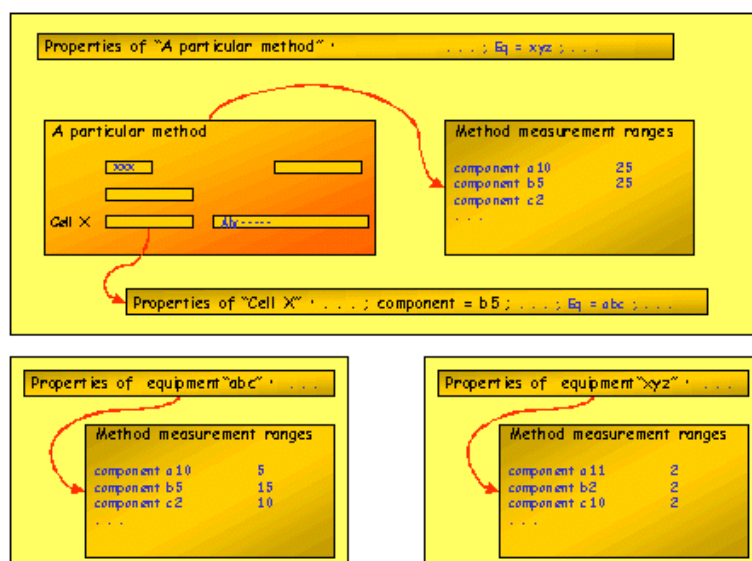 Properties of "A particular method" · . . . ; Eq = xyz ; . . .
A particular method
xxx
Cell X
Abc-----
Method measurement ranges
component a10 25
component b5 25
component c2
. . .
Properties of "Cell X" · . . . ; component = b5 ; . . . ; Eq = abc ; . . .
Properties of equipment"abc" · . . .
Method measurement ranges
component a10 5
component b5 15
component c2 10
. . .
Properties of equipment"xyz" · . . .
Method measurement ranges
component a11 2
component b2 2
component c10 2
. . .